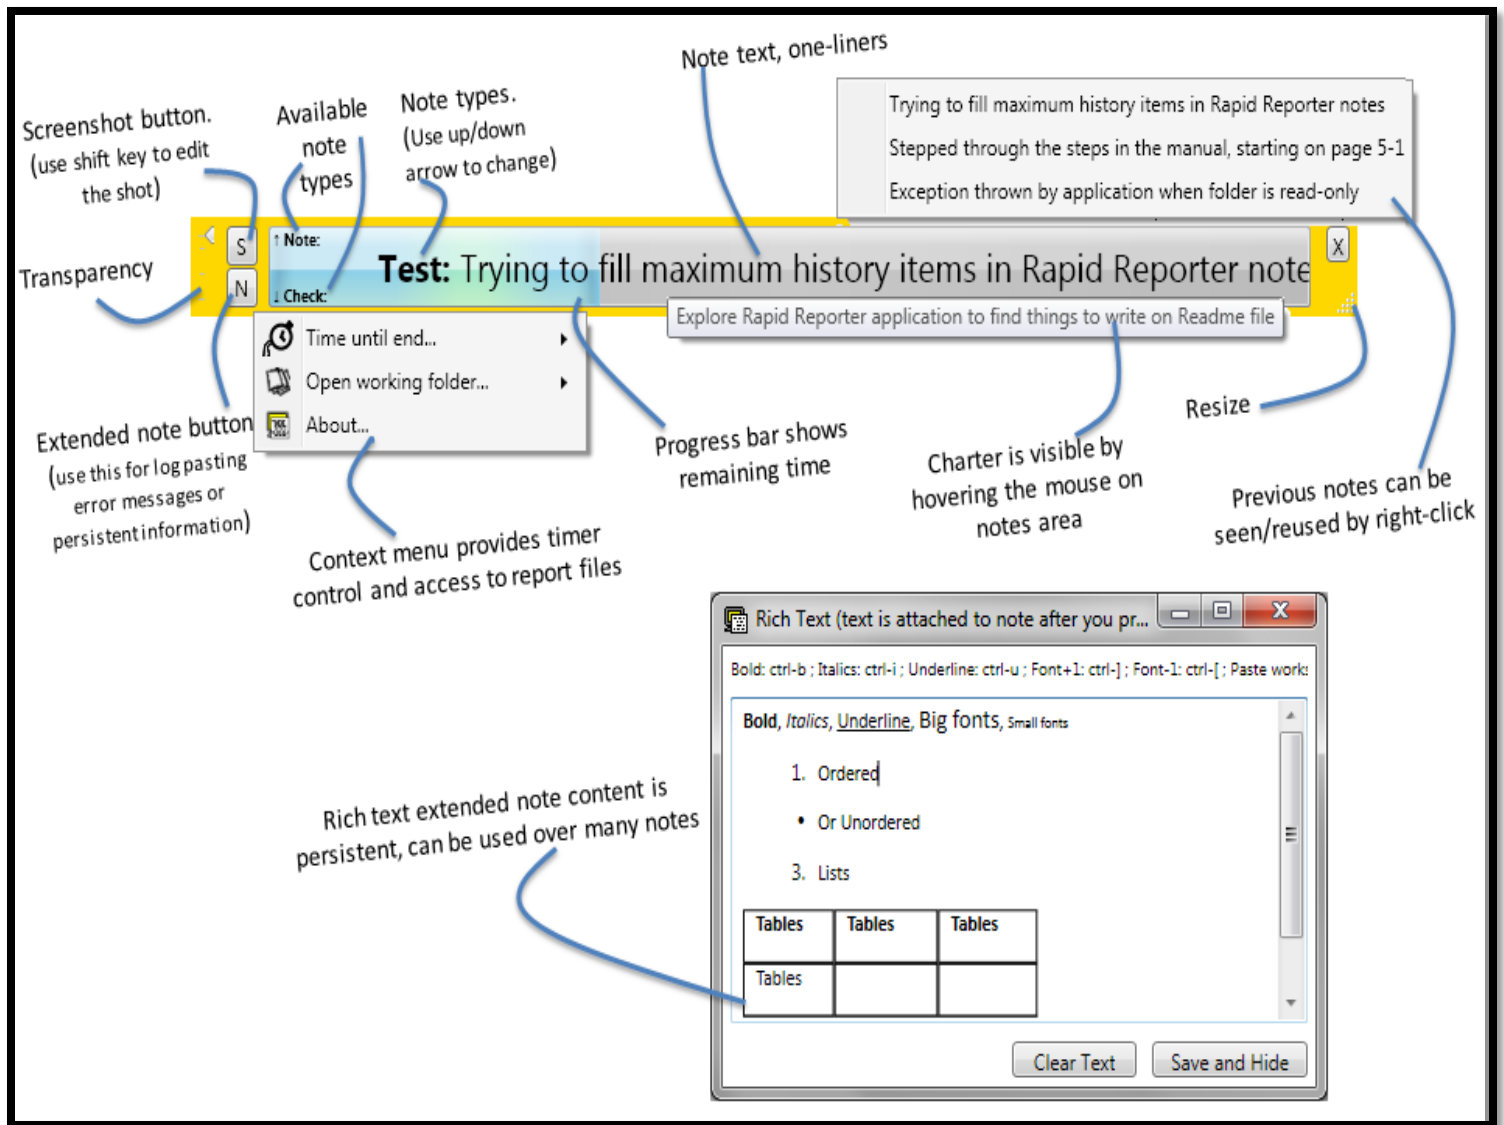 Note text, one-liners
Screenshot button.
(use shift key to edit
the shot)
Available
note
types
Note types.
(Use up/down
arrow to change)
Trying to fill maximum history items in Rapid Reporter notes
Stepped through the steps in the manual, starting on page 5-1
Exception thrown by application when folder is read-only
Transparency
S
N
↑ Note:
Test: Trying to fill maximum history items in Rapid Reporter note
↓ Check:
X
Explore Rapid Reporter application to find things to write on Readme file
Time until end...
Open working folder...
About...
Extended note button
(use this for log pasting
error messages or
persistent information)
Context menu provides timer
control and access to report files
Progress bar shows
remaining time
Charter is visible by
hovering the mouse on
notes area
Resize
Previous notes can be
seen/reused by right-click
Rich Text (text is attached to note after you pr...
Bold: ctrl-b ; Italics: ctrl-i ; Underline: ctrl-u ; Font+1: ctrl-] ; Font-1: ctrl-[ ; Paste works
Bold, Italics, Underline, Big fonts, Small fonts
1. Ordered
• Or Unordered
3. Lists
Tables Tables Tables
Tables
Clear Text Save and Hide
Rich text extended note content is
persistent, can be used over many notes